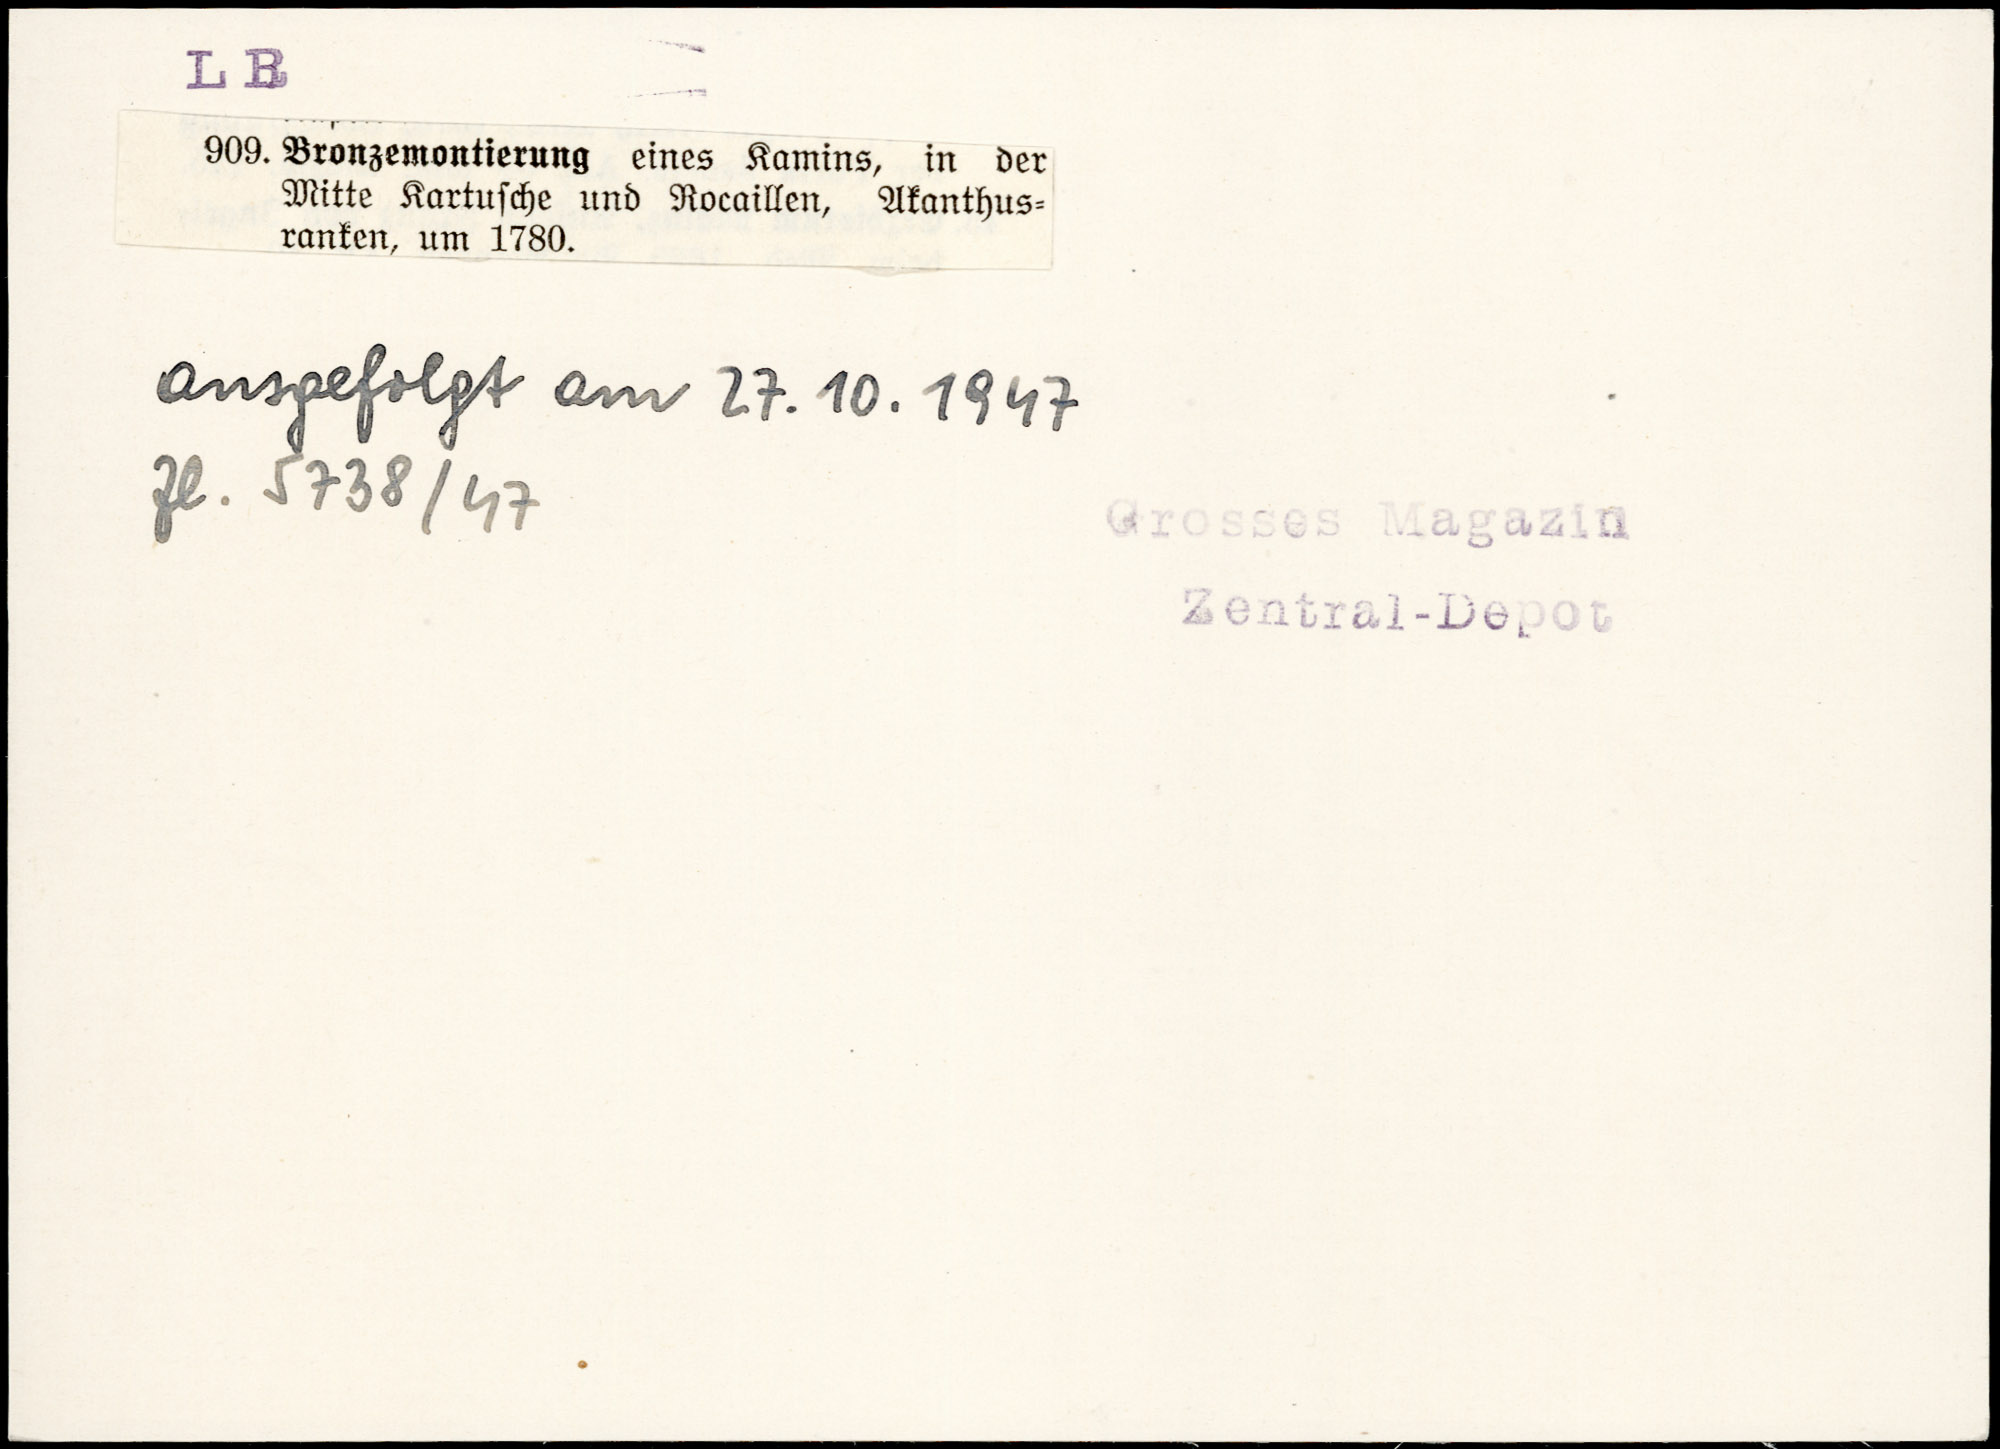 LB
909. Bronzemontierung eines Kamins, in der
Mitte Kartusche und Rocaillen, Akanthus-
ranken, um 1780.
ausgefolgt am 27.10.1947
Zl. 5738/47
Grosses Magazin
Zentral-Depot